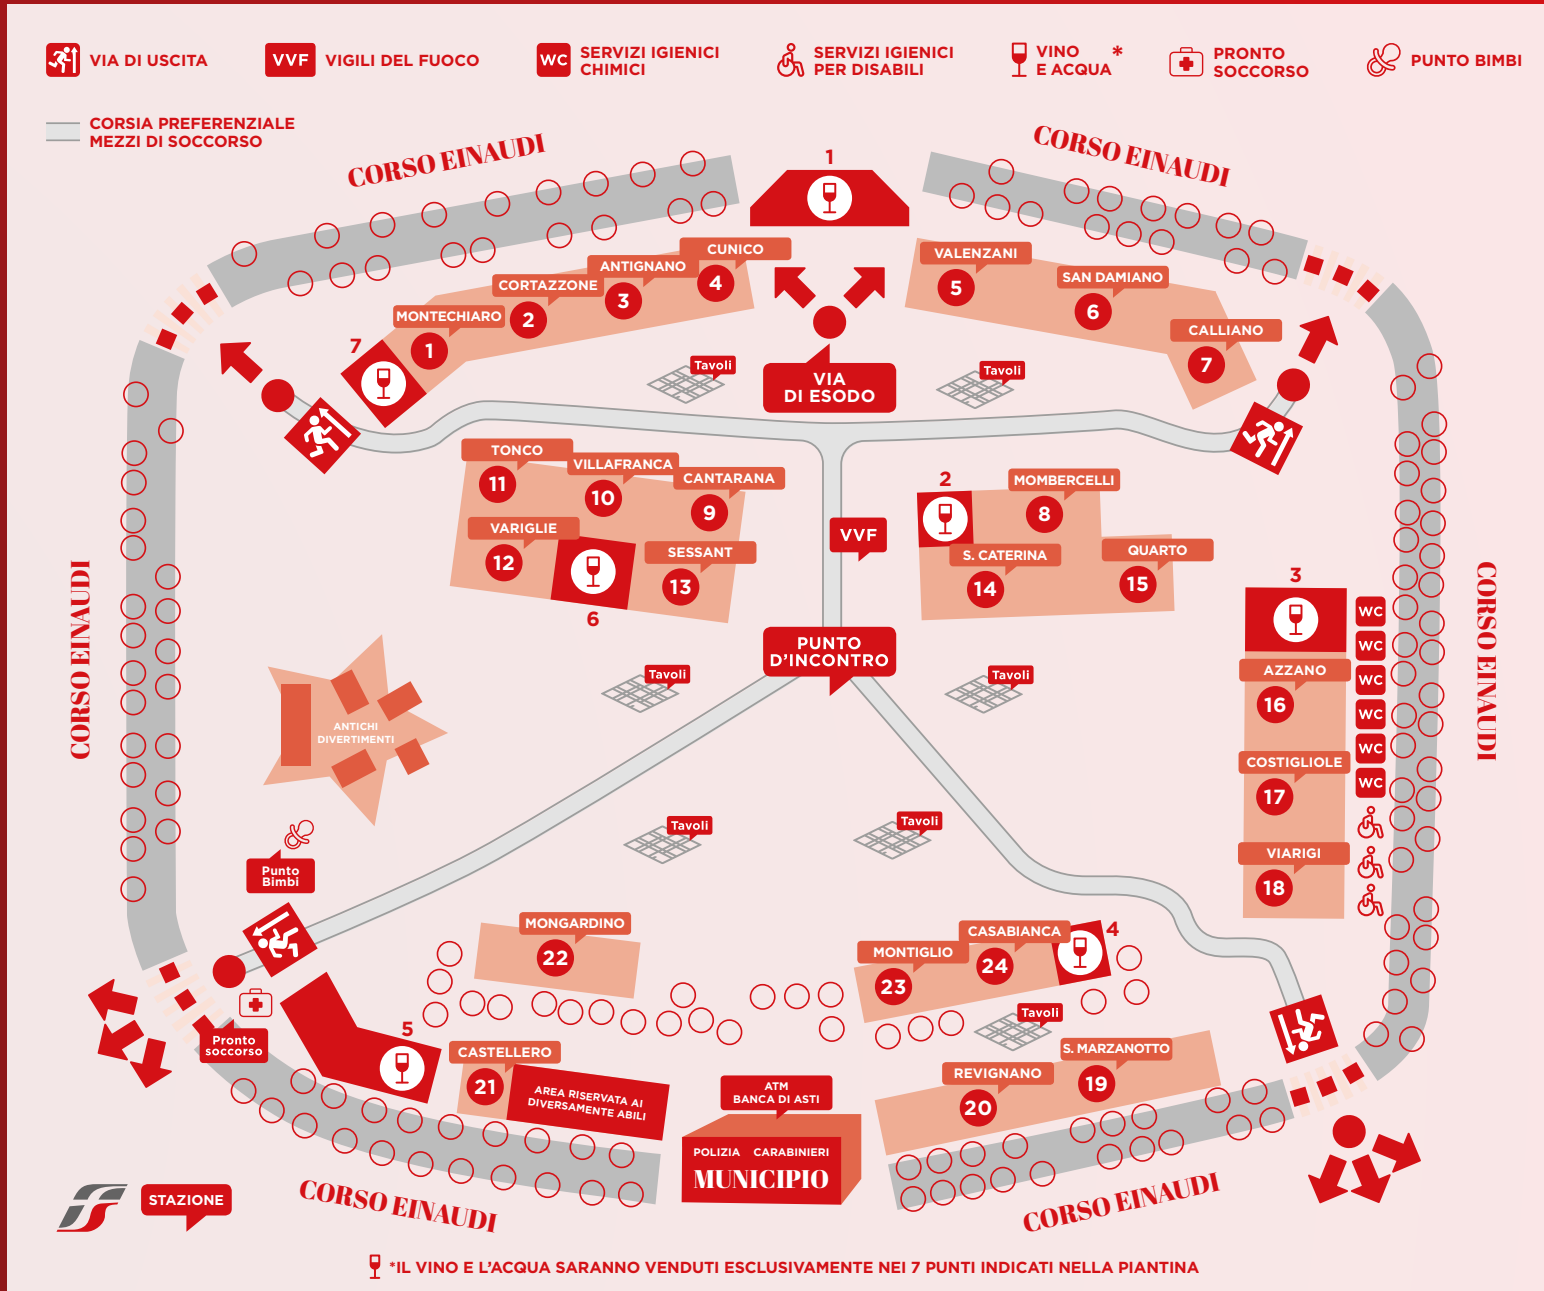 VIA DI USCITA
VVF
VIGILI DEL FUOCO
WC
SERVIZI IGIENICI
CHIMICI
SERVIZI IGIENICI
PER DISABILI
VINO *
E ACQUA
PRONTO
SOCCORSO
PUNTO BIMBI
CORSIA PREFERENZIALE
MEZZI DI SOCCORSO
CORSO EINAUDI
CORSO EINAUDI
1
CUNICO
4
ANTIGNANO
3
CORTAZZONE
2
MONTECHIARO
1
7
VALENZANI
5
SAN DAMIANO
6
CALLIANO
7
Tavoli
Tavoli
VIA
DI ESODO
TONCO
11
VILLAFRANCA
10
CANTARANA
9
VARIGLIE
12
SESSANT
13
6
VVF
2
MOMBERCELLI
8
S. CATERINA
14
QUARTO
15
CORSO EINAUDI
CORSO EINAUDI
3
WC
WC
WC
WC
WC
WC
AZZANO
16
COSTIGLIOLE
17
VIARIGI
18
PUNTO
D'INCONTRO
Tavoli
Tavoli
ANTICHI
DIVERTIMENTI
Tavoli
Tavoli
Punto
Bimbi
MONGARDINO
22
MONTIGLIO
23
CASABIANCA
24
4
Tavoli
Pronto
soccorso
5
CASTELLERO
21
AREA RISERVATA AI
DIVERSAMENTE ABILI
S. MARZANOTTO
19
REVIGNANO
20
ATM
BANCA DI ASTI
POLIZIA CARABINIERI
MUNICIPIO
STAZIONE
CORSO EINAUDI
CORSO EINAUDI
*IL VINO E L'ACQUA SARANNO VENDUTI ESCLUSIVAMENTE NEI 7 PUNTI INDICATI NELLA PIANTINA